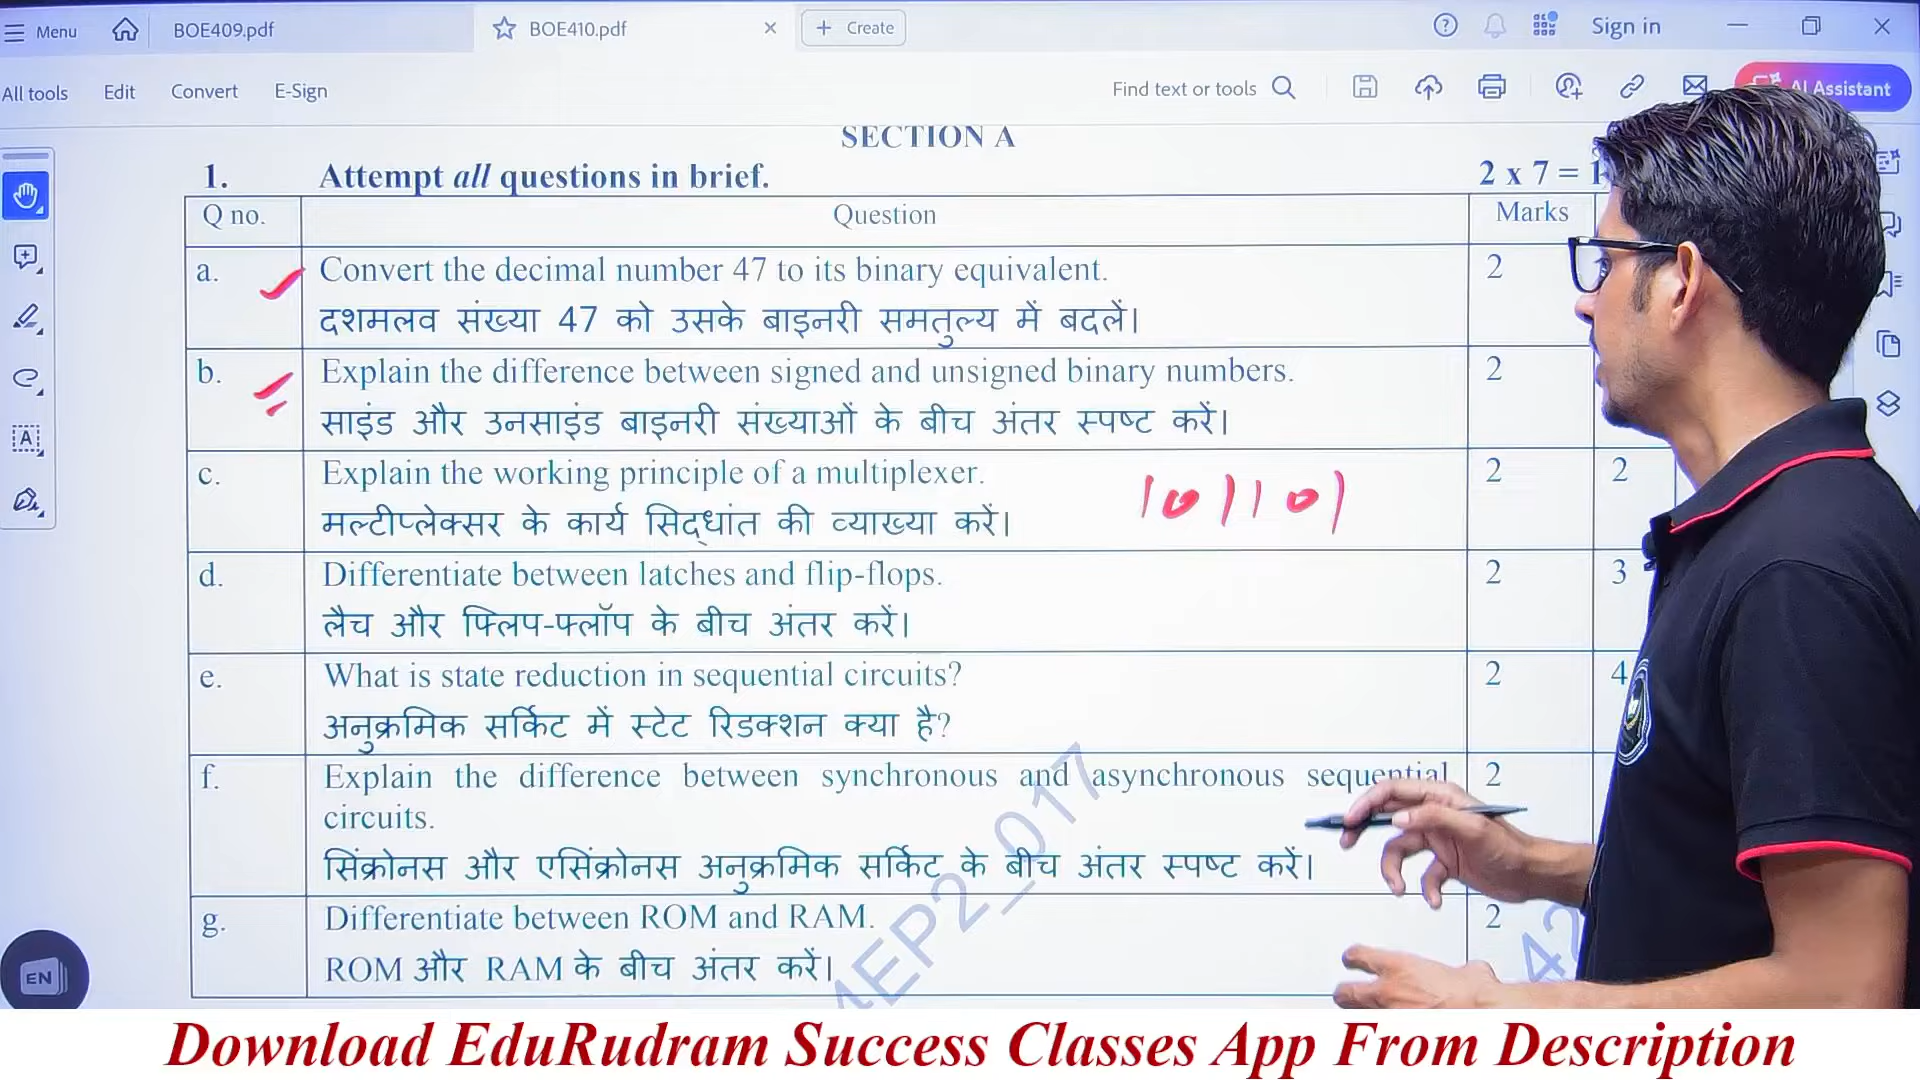 Menu
BOE409.pdf
BOE410.pdf
Create
Sign in
All tools
Edit
Convert
E-Sign
Find text or tools
AI Assistant
SECTION A
1. Attempt all questions in brief. 2 x 7 = 1
Q no. Question Marks
a. Convert the decimal number 47 to its binary equivalent. 2
दशमलव संख्या 47 को उसके बाइनरी समतुल्य में बदलें।
b. Explain the difference between signed and unsigned binary numbers. 2
साइंड और उनसाइंड बाइनरी संख्याओं के बीच अंतर स्पष्ट करें।
c. Explain the working principle of a multiplexer. 2 2
मल्टीप्लेक्सर के कार्य सिद्धांत की व्याख्या करें।
1011101
d. Differentiate between latches and flip-flops. 2 3
लैच और फ्लिप-फ्लॉप के बीच अंतर करें।
e. What is state reduction in sequential circuits? 2 4
अनुक्रमिक सर्किट में स्टेट रिडक्शन क्या है?
f. Explain the difference between synchronous and asynchronous sequential 2
circuits.
सिंक्रोनस और एसिंक्रोनस अनुक्रमिक सर्किट के बीच अंतर स्पष्ट करें।
g. Differentiate between ROM and RAM. 2
ROM और RAM के बीच अंतर करें।
4EP2_017
42
EN
Download EduRudram Success Classes App From Description